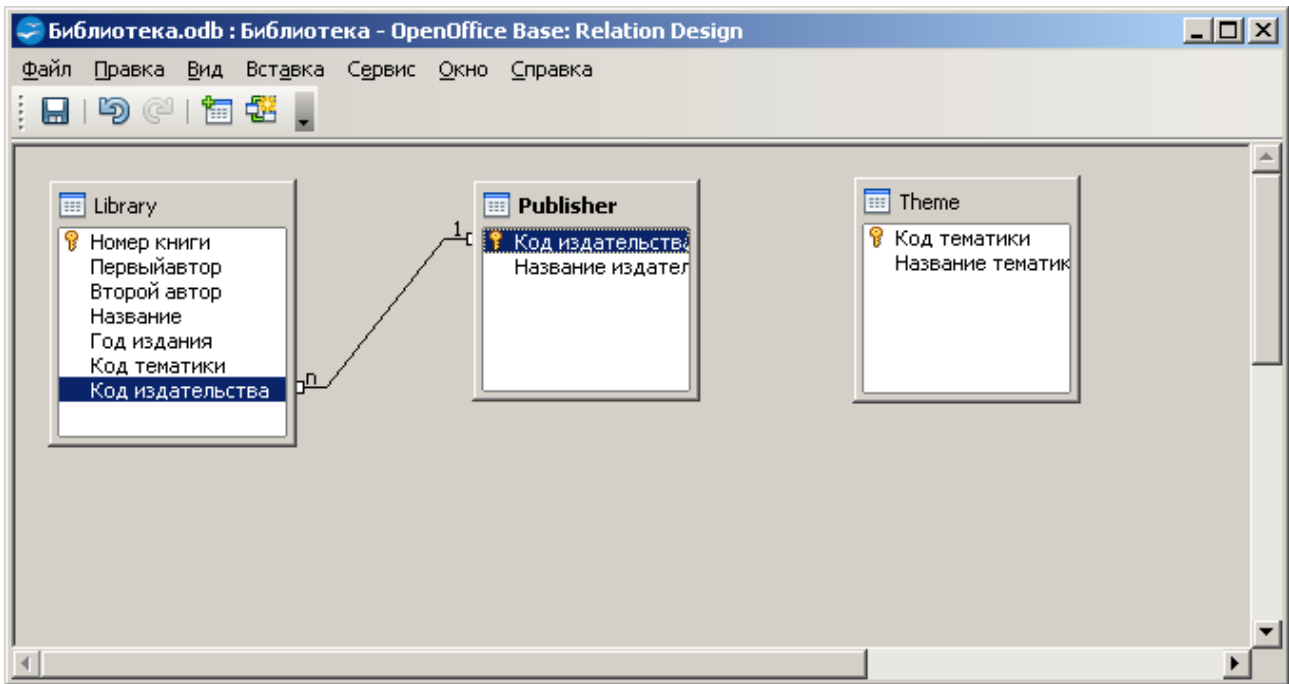 Библиотека.odb : Библиотека - OpenOffice Base: Relation Design
Файл Правка Вид Вставка Сервис Окно Справка
Library
Номер книги
Первыйавтор
Второй автор
Название
Год издания
Код тематики
Код издательства
n
1
Publisher
Код издательства
Название издател
Theme
Код тематики
Название тематик